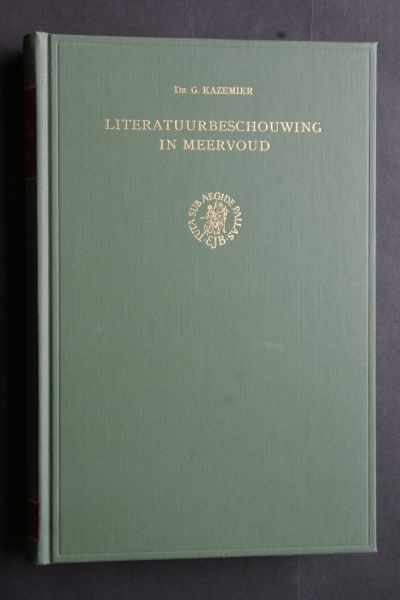 DR. G. KAZEMIER
LITERATUURBESCHOUWING
IN MEERVOUD
TUTA SUB AEGIDE PALLAS
EJB